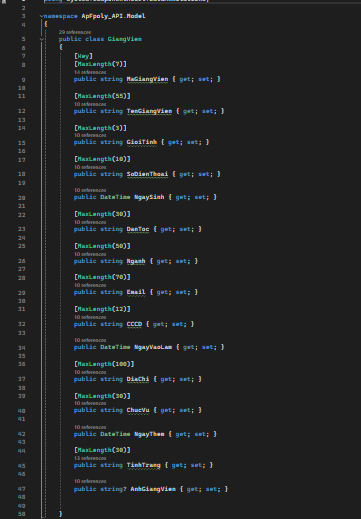 namespace ApFpoly_API.Model
{
29 references
public class GiangVien
{
[Key]
[MaxLength(7)]
14 references
public string MaGiangVien { get; set; }
[MaxLength(55)]
10 references
public string TenGiangVien { get; set; }
[MaxLength(3)]
10 references
public string GioiTinh { get; set; }
[MaxLength(10)]
10 references
public string SoDienThoai { get; set; }
10 references
public DateTime NgaySinh { get; set; }
[MaxLength(30)]
10 references
public string DanToc { get; set; }
[MaxLength(50)]
10 references
public string Nganh { get; set; }
[MaxLength(70)]
10 references
public string Email { get; set; }
[MaxLength(12)]
10 references
public string CCCD { get; set; }
10 references
public DateTime NgayVaoLam { get; set; }
[MaxLength(100)]
10 references
public string DiaChi { get; set; }
[MaxLength(30)]
10 references
public string ChucVu { get; set; }
10 references
public DateTime NgayThem { get; set; }
[MaxLength(30)]
13 references
public string TinhTrang { get; set; }
10 references
public string? AnhGiangVien { get; set; }
}